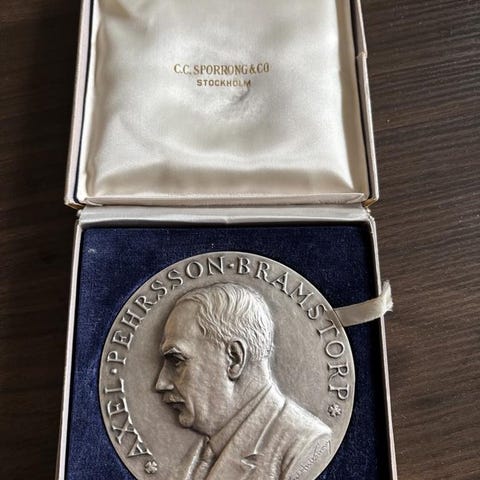 C.C. SPORRONG & CO
STOCKHOLM
AXEL·PEHRSSON·BRAMSTORP